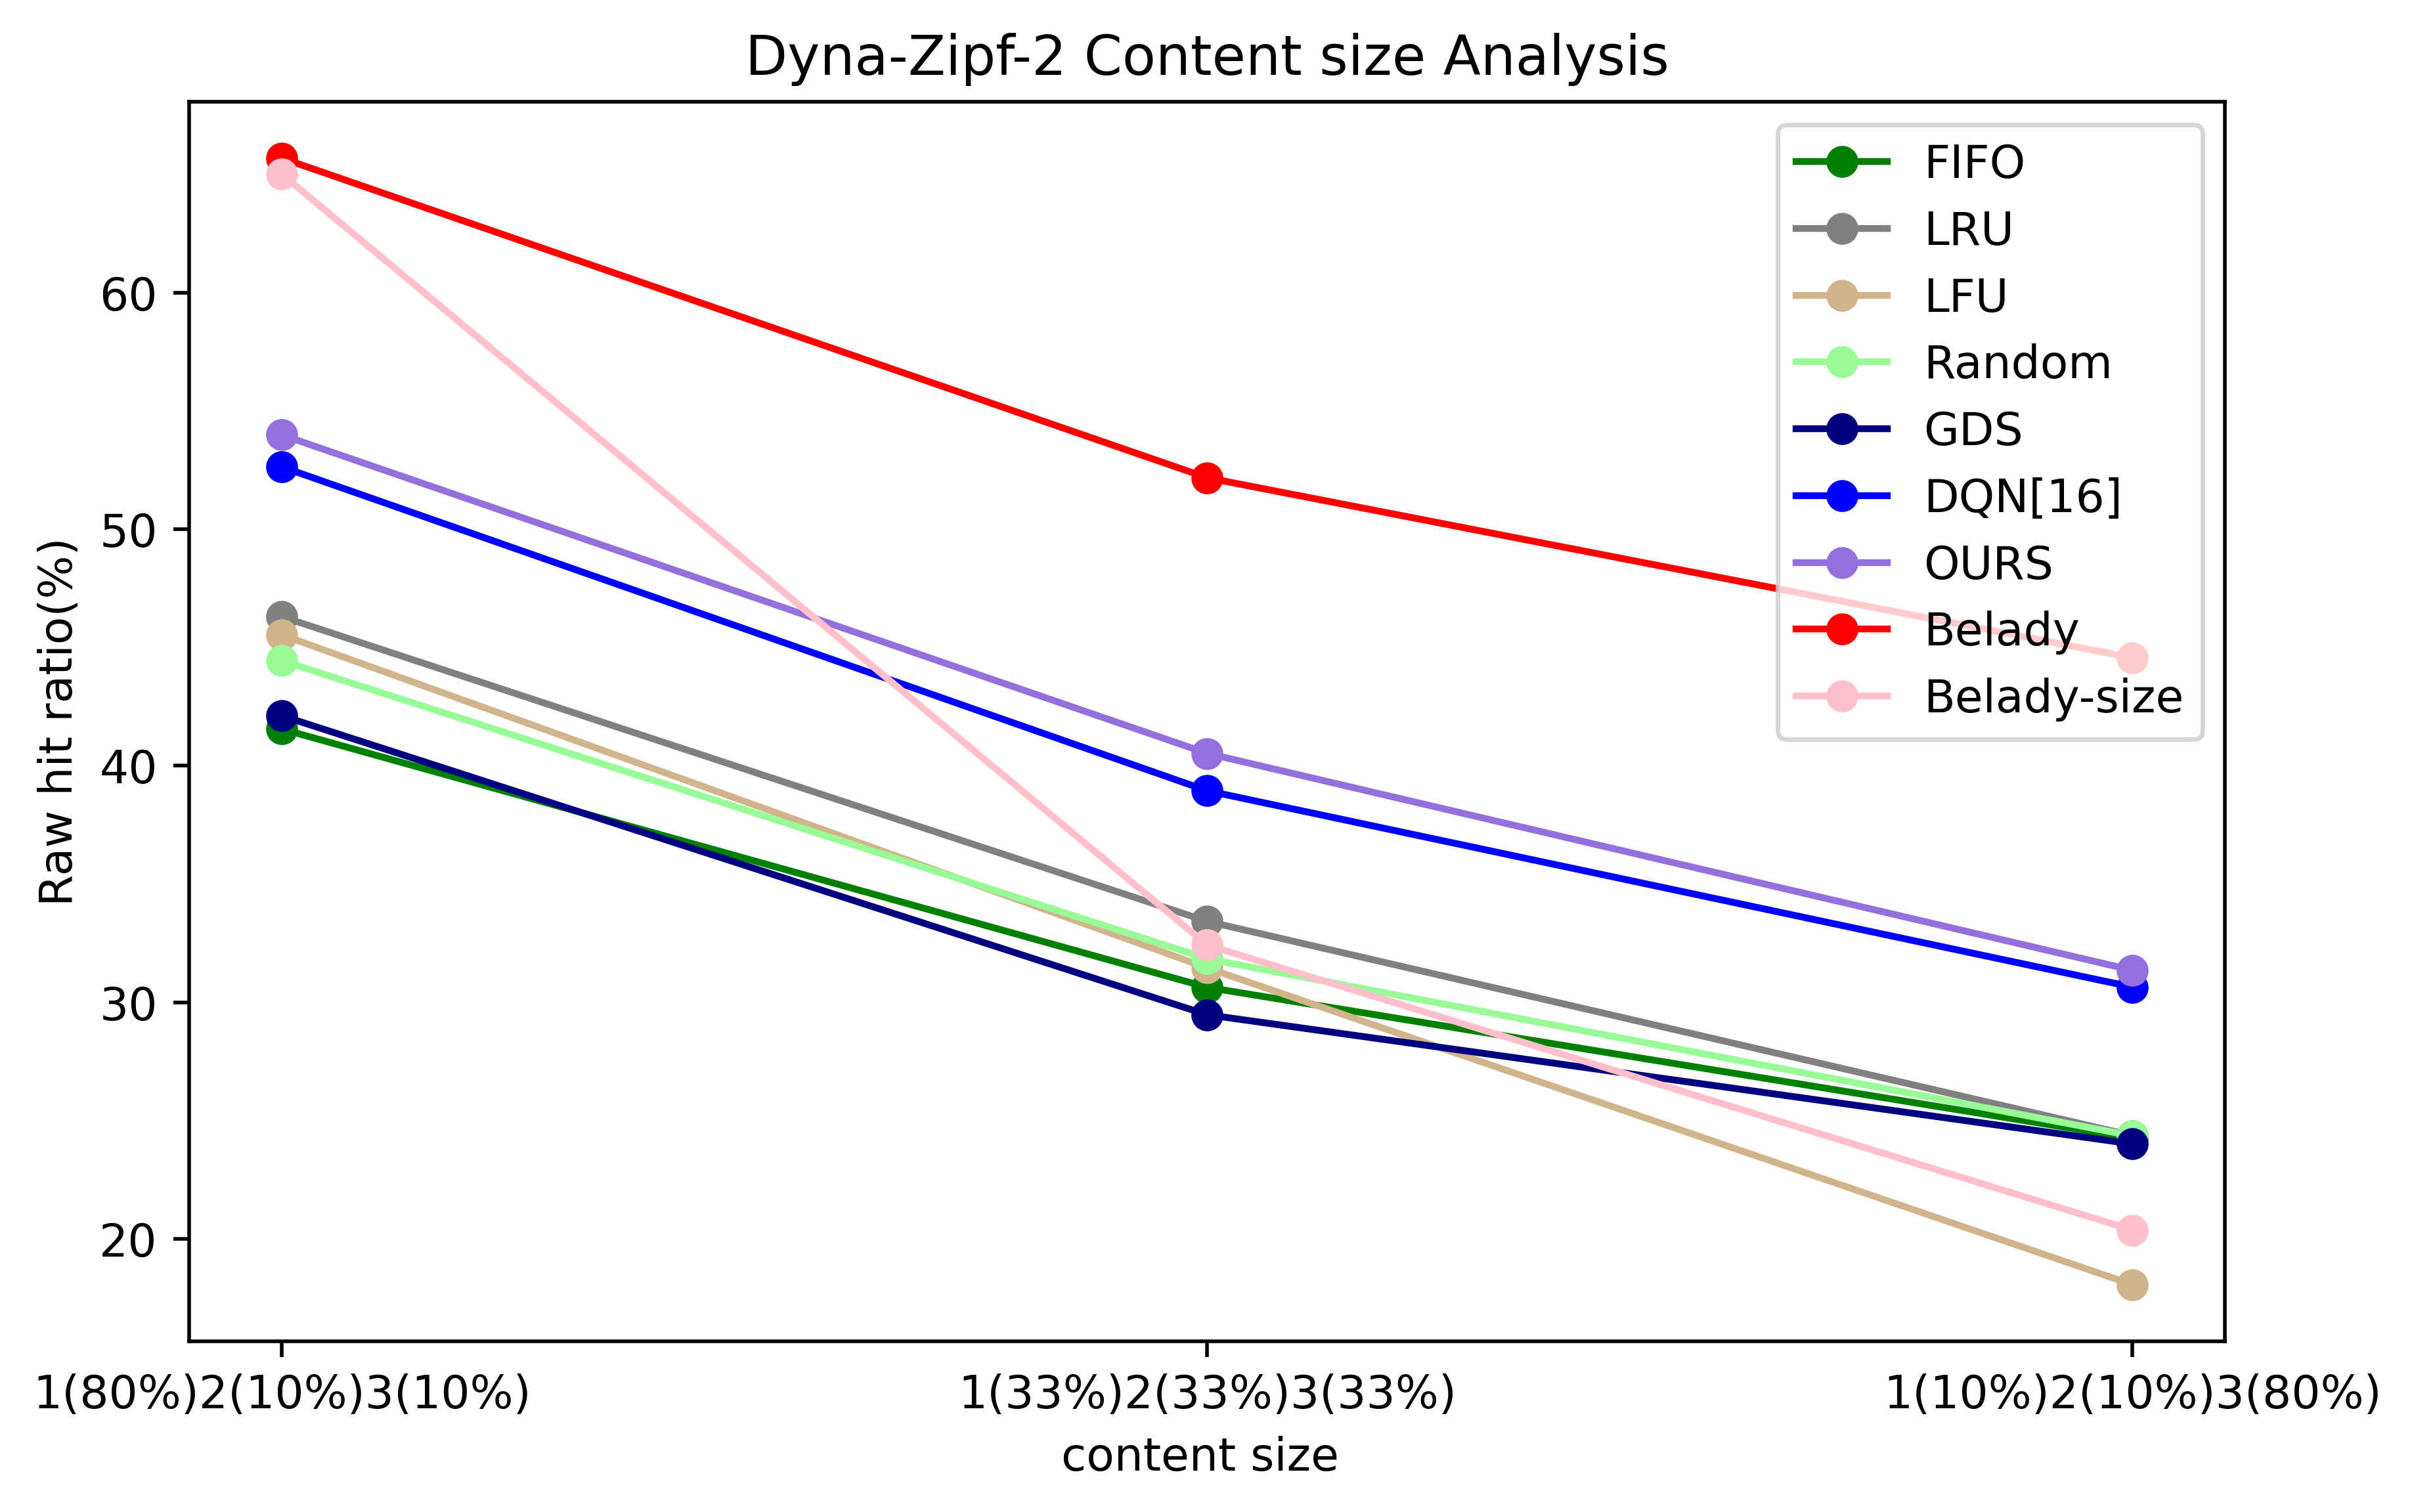 Dyna-Zipf-2 Content size Analysis
Raw hit ratio(%)
60
50
40
30
20
FIFO
LRU
LFU
Random
GDS
DQN[16]
OURS
Belady
Belady-size
1(80%)2(10%)3(10%)
1(33%)2(33%)3(33%)
1(10%)2(10%)3(80%)
content size